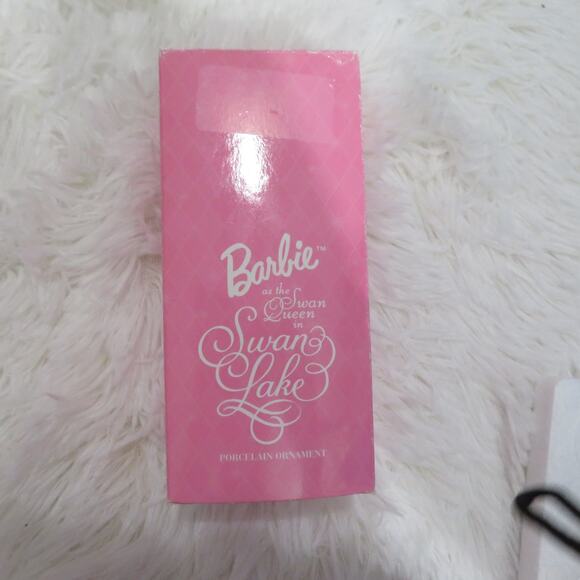 Barbie™
as the Swan
Queen
in
Swan
Lake
PORCELAIN ORNAMENT